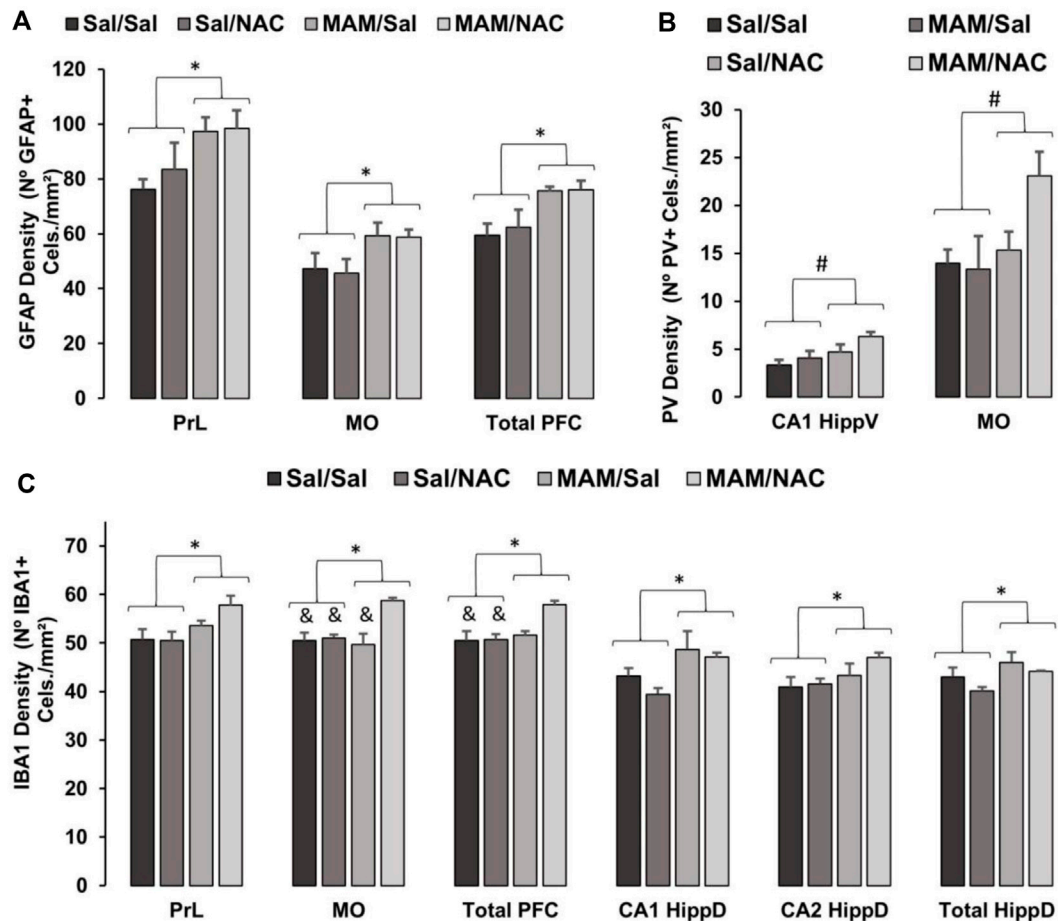 A
Sal/Sal Sal/NAC MAM/Sal MAM/NAC
GFAP Density (Nº GFAP+
Cels./mm²)
120
100
80
60
40
20
0
*
*
*
PrL MO Total PFC
B
Sal/Sal MAM/Sal
Sal/NAC MAM/NAC
PV Density (Nº PV+ Cels./mm²)
30
25
20
15
10
5
0
#
#
CA1 HippV MO
C
Sal/Sal Sal/NAC MAM/Sal MAM/NAC
IBA1 Density (Nº IBA1+
Cels./mm²)
70
60
50
40
30
20
10
0
* * * * * *
& & & & &
PrL MO Total PFC CA1 HippD CA2 HippD Total HippD